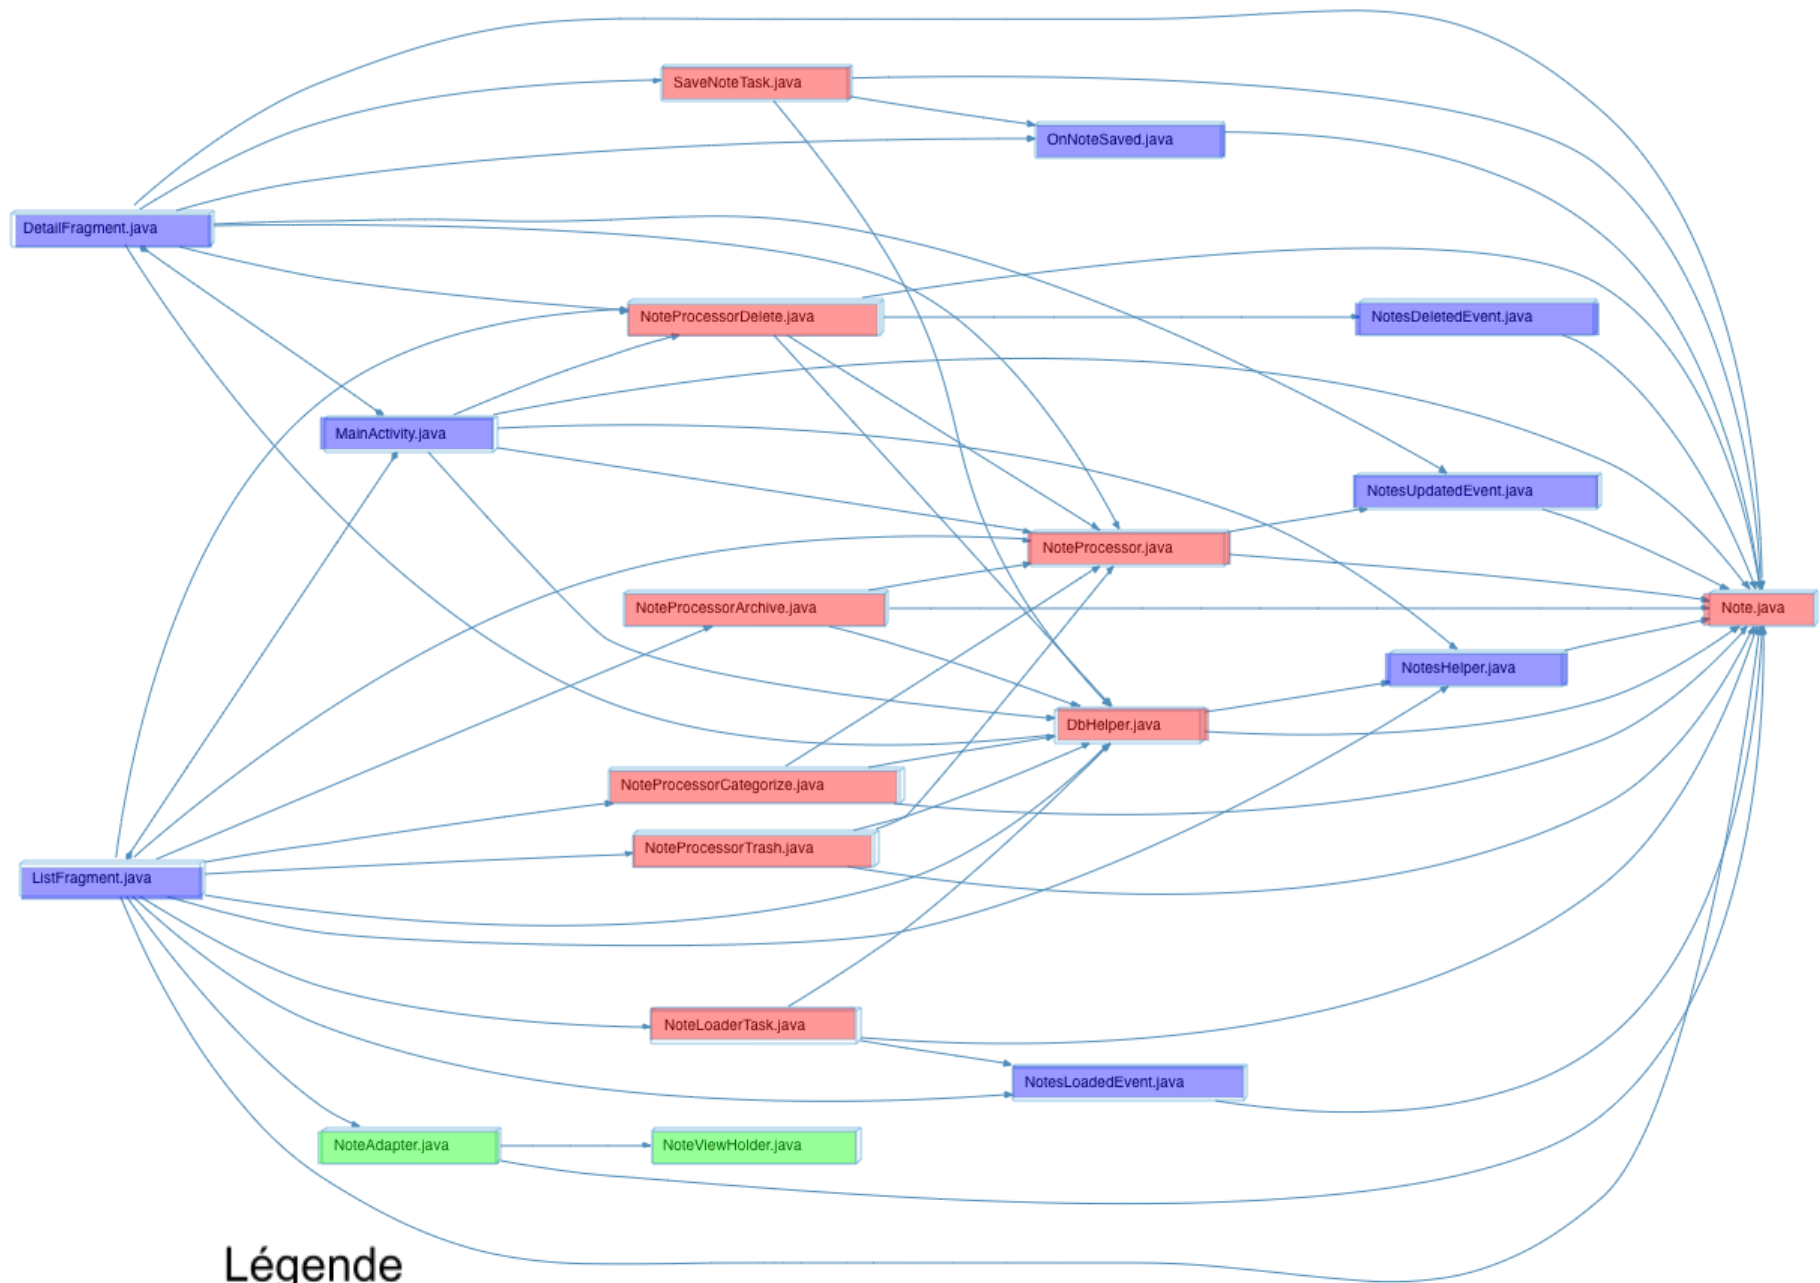 SaveNoteTask.java
OnNoteSaved.java
DetailFragment.java
NoteProcessorDelete.java
NotesDeletedEvent.java
MainActivity.java
NotesUpdatedEvent.java
NoteProcessor.java
NoteProcessorArchive.java
Note.java
NotesHelper.java
DbHelper.java
NoteProcessorCategorize.java
NoteProcessorTrash.java
ListFragment.java
NoteLoaderTask.java
NotesLoadedEvent.java
NoteAdapter.java
NoteViewHolder.java
Légende